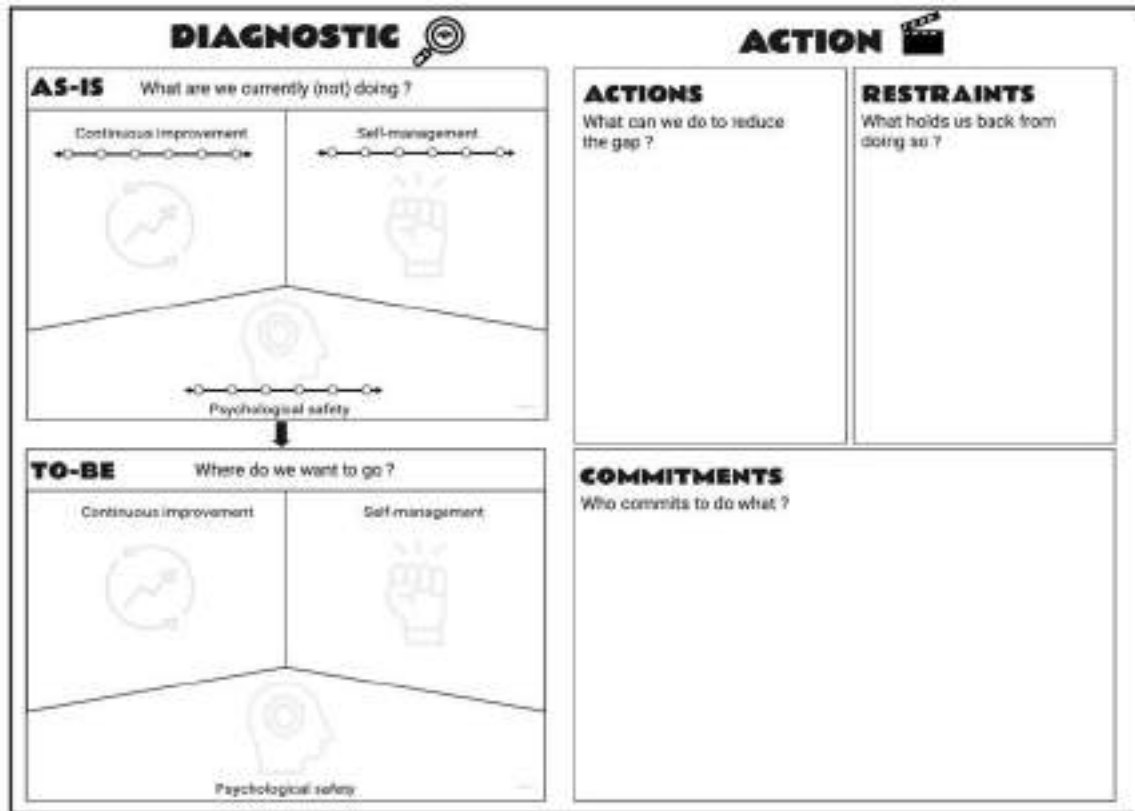 DIAGNOSTIC
AS-IS What are we currently (not) doing ?
Continuous improvement
Self-management
Psychological safety
TO-BE Where do we want to go ?
Continuous improvement
Self-management
Psychological safety
ACTION
ACTIONS
What can we do to reduce
the gap ?
RESTRAINTS
What holds us back from
doing so ?
COMMITMENTS
Who commits to do what ?